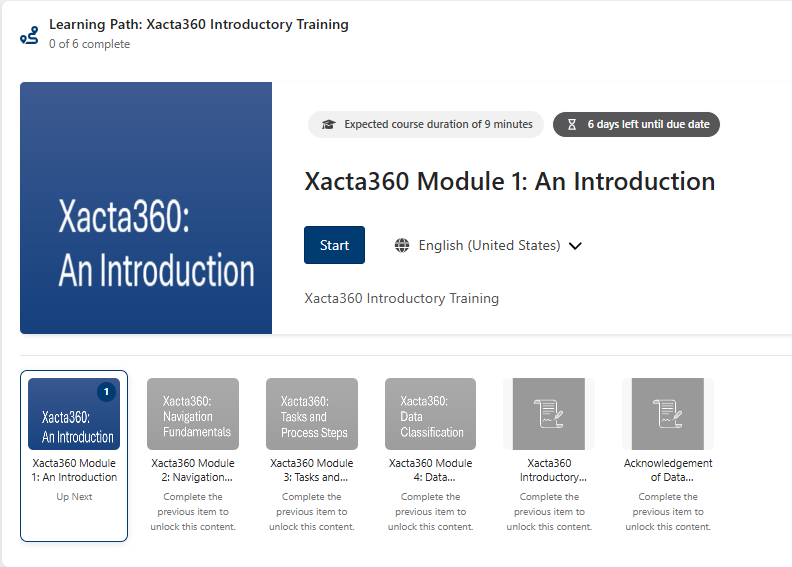 Learning Path: Xacta360 Introductory Training
0 of 6 complete
Expected course duration of 9 minutes
6 days left until due date
Xacta360 Module 1: An Introduction
Xacta360:
An Introduction
Start
English (United States)
Xacta360 Introductory Training
1
Xacta360:
An Introduction
Xacta360 Module
1: An Introduction
Up Next
Xacta360:
Navigation
Fundamentals
Xacta360 Module
2: Navigation...
Complete the
previous item to
unlock this content.
Xacta360:
Tasks and
Process Steps
Xacta360 Module
3: Tasks and...
Complete the
previous item to
unlock this content.
Xacta360:
Data
Classification
Xacta360 Module
4: Data...
Complete the
previous item to
unlock this content.
Xacta360
Introductory...
Complete the
previous item to
unlock this content.
Acknowledgement
of Data...
Complete the
previous item to
unlock this content.